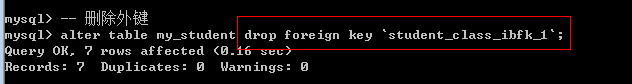 mysql> -- 删除外键
mysql> alter table my_student drop foreign key `student_class_ibfk_1`;
Query OK, 7 rows affected (0.16 sec)
Records: 7  Duplicates: 0  Warnings: 0